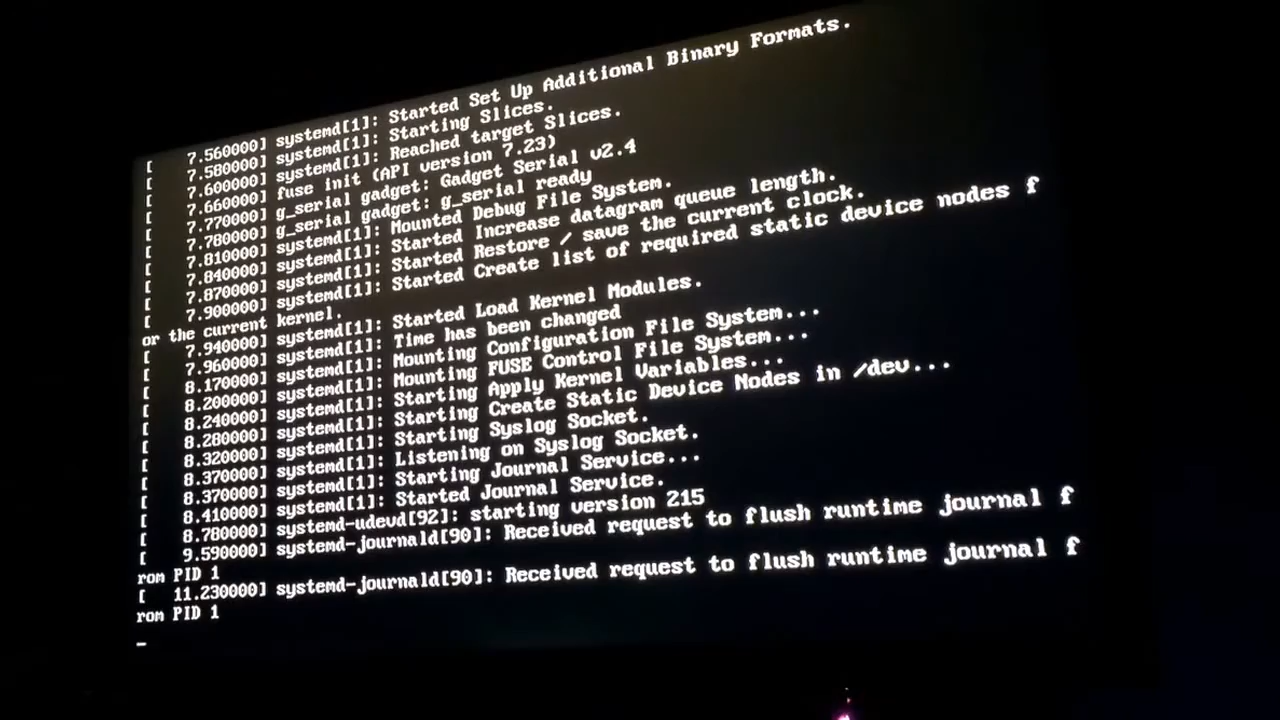 [    7.560000] systemd[1]: Started Set Up Additional Binary Formats.
[    7.580000] systemd[1]: Starting Slices.
[    7.600000] systemd[1]: Reached target Slices.
[    7.660000] fuse init (API version 7.23)
[    7.770000] g_serial gadget: Gadget Serial v2.4
[    7.780000] g_serial gadget: g_serial ready
[    7.810000] systemd[1]: Mounted Debug File System.
[    7.840000] systemd[1]: Started Increase datagram queue length.
[    7.870000] systemd[1]: Started Restore / save the current clock.
[    7.900000] systemd[1]: Started Create list of required static device nodes f
or the current kernel.
[    7.940000] systemd[1]: Started Load Kernel Modules.
[    7.960000] systemd[1]: Time has been changed
[    8.170000] systemd[1]: Mounting Configuration File System...
[    8.200000] systemd[1]: Mounting FUSE Control File System...
[    8.240000] systemd[1]: Starting Apply Kernel Variables...
[    8.280000] systemd[1]: Starting Create Static Device Nodes in /dev...
[    8.320000] systemd[1]: Starting Syslog Socket.
[    8.370000] systemd[1]: Listening on Syslog Socket.
[    8.370000] systemd[1]: Starting Journal Service...
[    8.410000] systemd[1]: Started Journal Service.
[    8.780000] systemd-udevd[92]: starting version 215
[    9.590000] systemd-journald[90]: Received request to flush runtime journal f
rom PID 1
[   11.230000] systemd-journald[90]: Received request to flush runtime journal f
rom PID 1
_